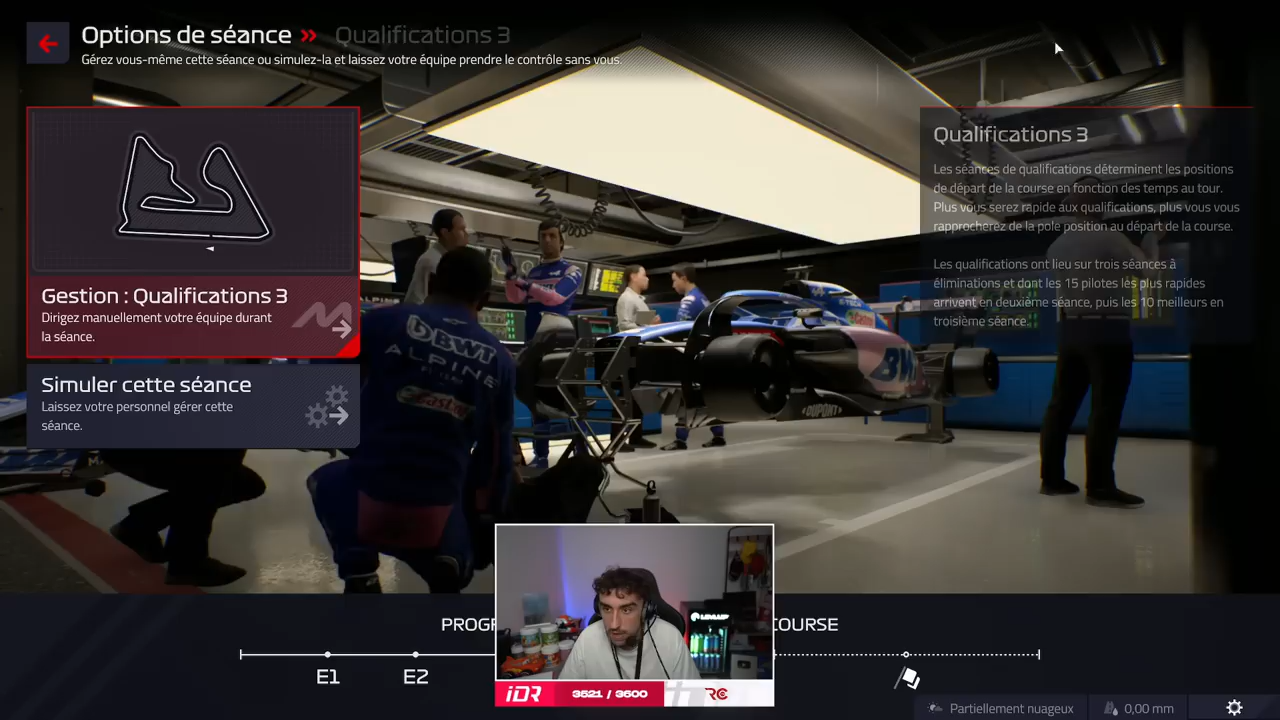 Options de séance
Qualifications 3
Gérez vous-même cette séance ou simulez-la et laissez votre équipe prendre le contrôle sans vous.
Gestion : Qualifications 3
Dirigez manuellement votre équipe durant
la séance.
Simuler cette séance
Laissez votre personnel gérer cette
séance.
Qualifications 3
Les séances de qualifications déterminent les positions
de départ de la course en fonction des temps au tour.
Plus vous serez rapide aux qualifications, plus vous vous
rapprocherez de la pole position au départ de la course.
Les qualifications ont lieu sur trois séances à
éliminations et dont les 15 pilotes les plus rapides
arrivent en deuxième séance, puis les 10 meilleurs en
troisième séance.
BWT
ALPINE
Castrol
BW
DUPONT
COURSE
E1
E2
iDR
3521 / 3600
Partiellement nuageux
0,00 mm